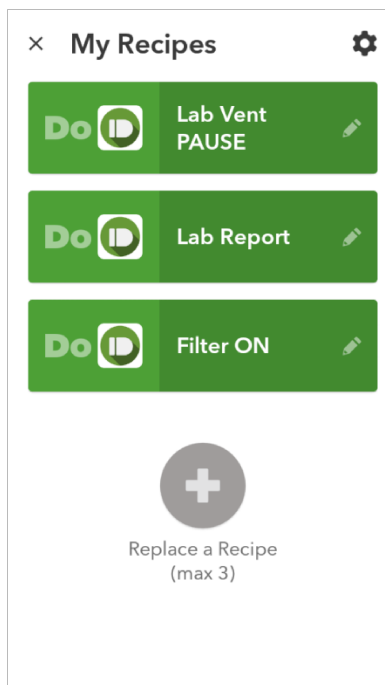 × My Recipes
Do Lab Vent
PAUSE
Do Lab Report
Do Filter ON
Replace a Recipe
(max 3)